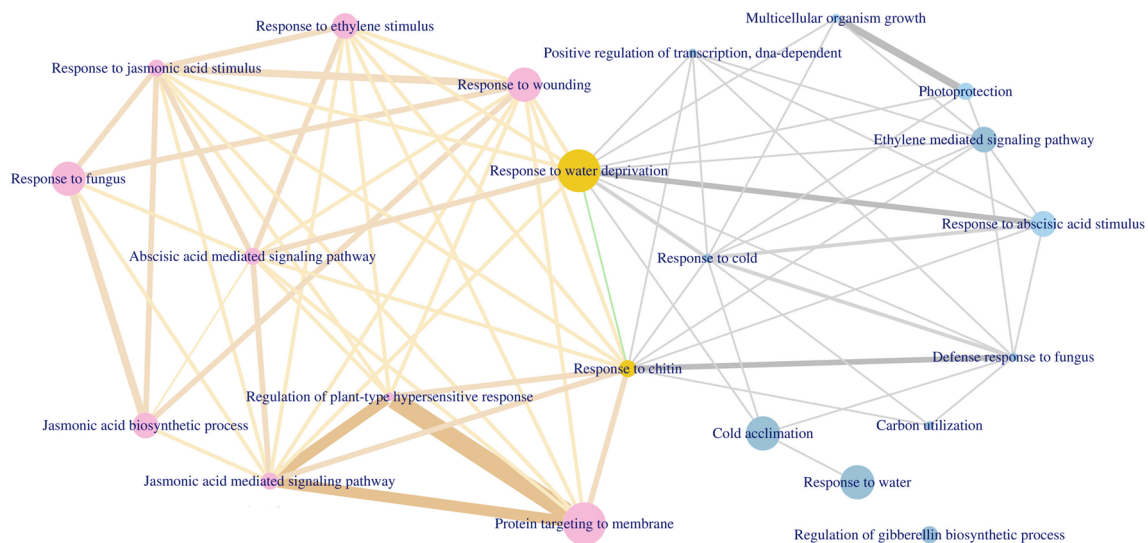 Multicellular organism growth
Response to ethylene stimulus
Positive regulation of transcription, dna-dependent
Response to jasmonic acid stimulus
Response to wounding
Photoprotection
Ethylene mediated signaling pathway
Response to water deprivation
Response to fungus
Response to abscisic acid stimulus
Abscisic acid mediated signaling pathway
Response to cold
Defense response to fungus
Response to chitin
Regulation of plant-type hypersensitive response
Jasmonic acid biosynthetic process
Carbon utilization
Cold acclimation
Jasmonic acid mediated signaling pathway
Response to water
Protein targeting to membrane
Regulation of gibberellin biosynthetic process